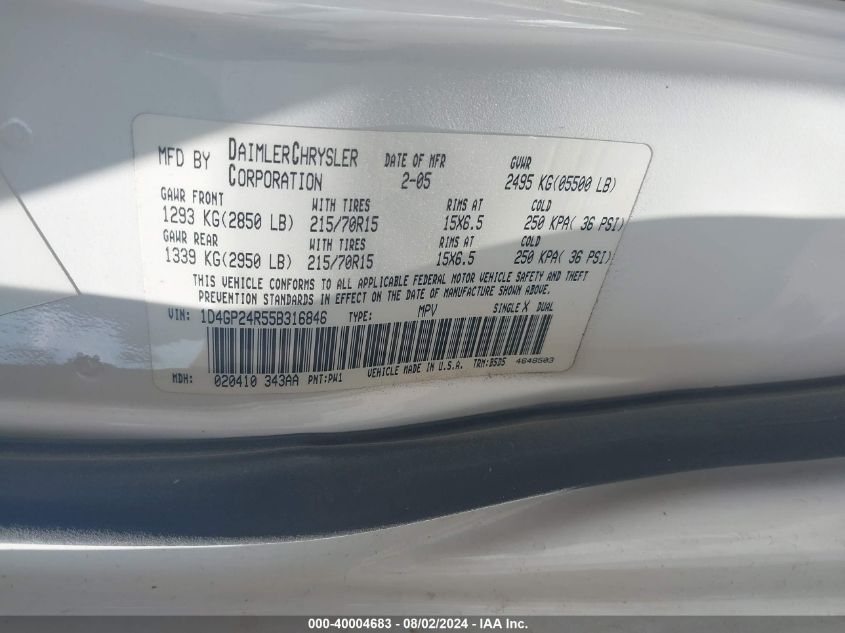 MFD BY DAIMLERCHRYSLER CORPORATION DATE OF MFR 2-05 GVWR 2495 KG(05500 LB)
GAWR FRONT WITH TIRES RIMS AT COLD
1293 KG(2850 LB) 215/70R15 15X6.5 250 KPA( 36 PSI)
GAWR REAR WITH TIRES RIMS AT COLD
1339 KG(2950 LB) 215/70R15 15X6.5 250 KPA( 36 PSI)
THIS VEHICLE CONFORMS TO ALL APPLICABLE FEDERAL MOTOR VEHICLE SAFETY AND THEFT
PREVENTION STANDARDS IN EFFECT ON THE DATE OF MANUFACTURE SHOWN ABOVE.
VIN: 1D4GP24R55B316846 TYPE: MPV SINGLE X DUAL
MDH: 020410 343AA PNT:PW1 VEHICLE MADE IN U.S.A. TRM:B5D5 4648503
000-40004683 - 08/02/2024 - IAA Inc.